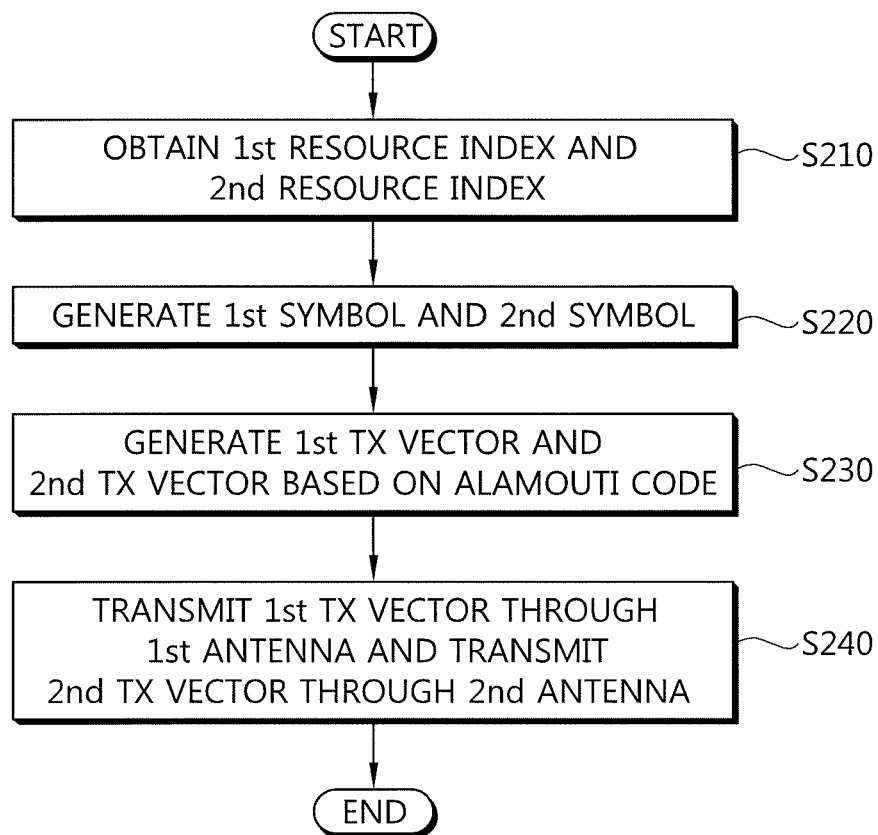 START
OBTAIN 1st RESOURCE INDEX AND
2nd RESOURCE INDEX
S210
GENERATE 1st SYMBOL AND 2nd SYMBOL
S220
GENERATE 1st TX VECTOR AND
2nd TX VECTOR BASED ON ALAMOUTI CODE
S230
TRANSMIT 1st TX VECTOR THROUGH
1st ANTENNA AND TRANSMIT
2nd TX VECTOR THROUGH 2nd ANTENNA
S240
END